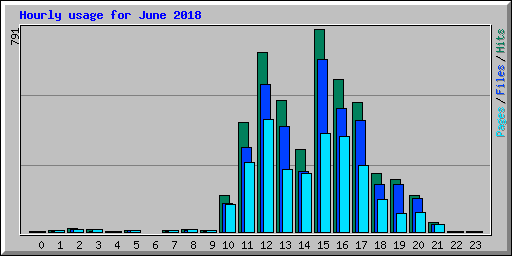 Hourly usage for June 2018
791
Pages / Files / Hits
0 1 2 3 4 5 6 7 8 9 10 11 12 13 14 15 16 17 18 19 20 21 22 23